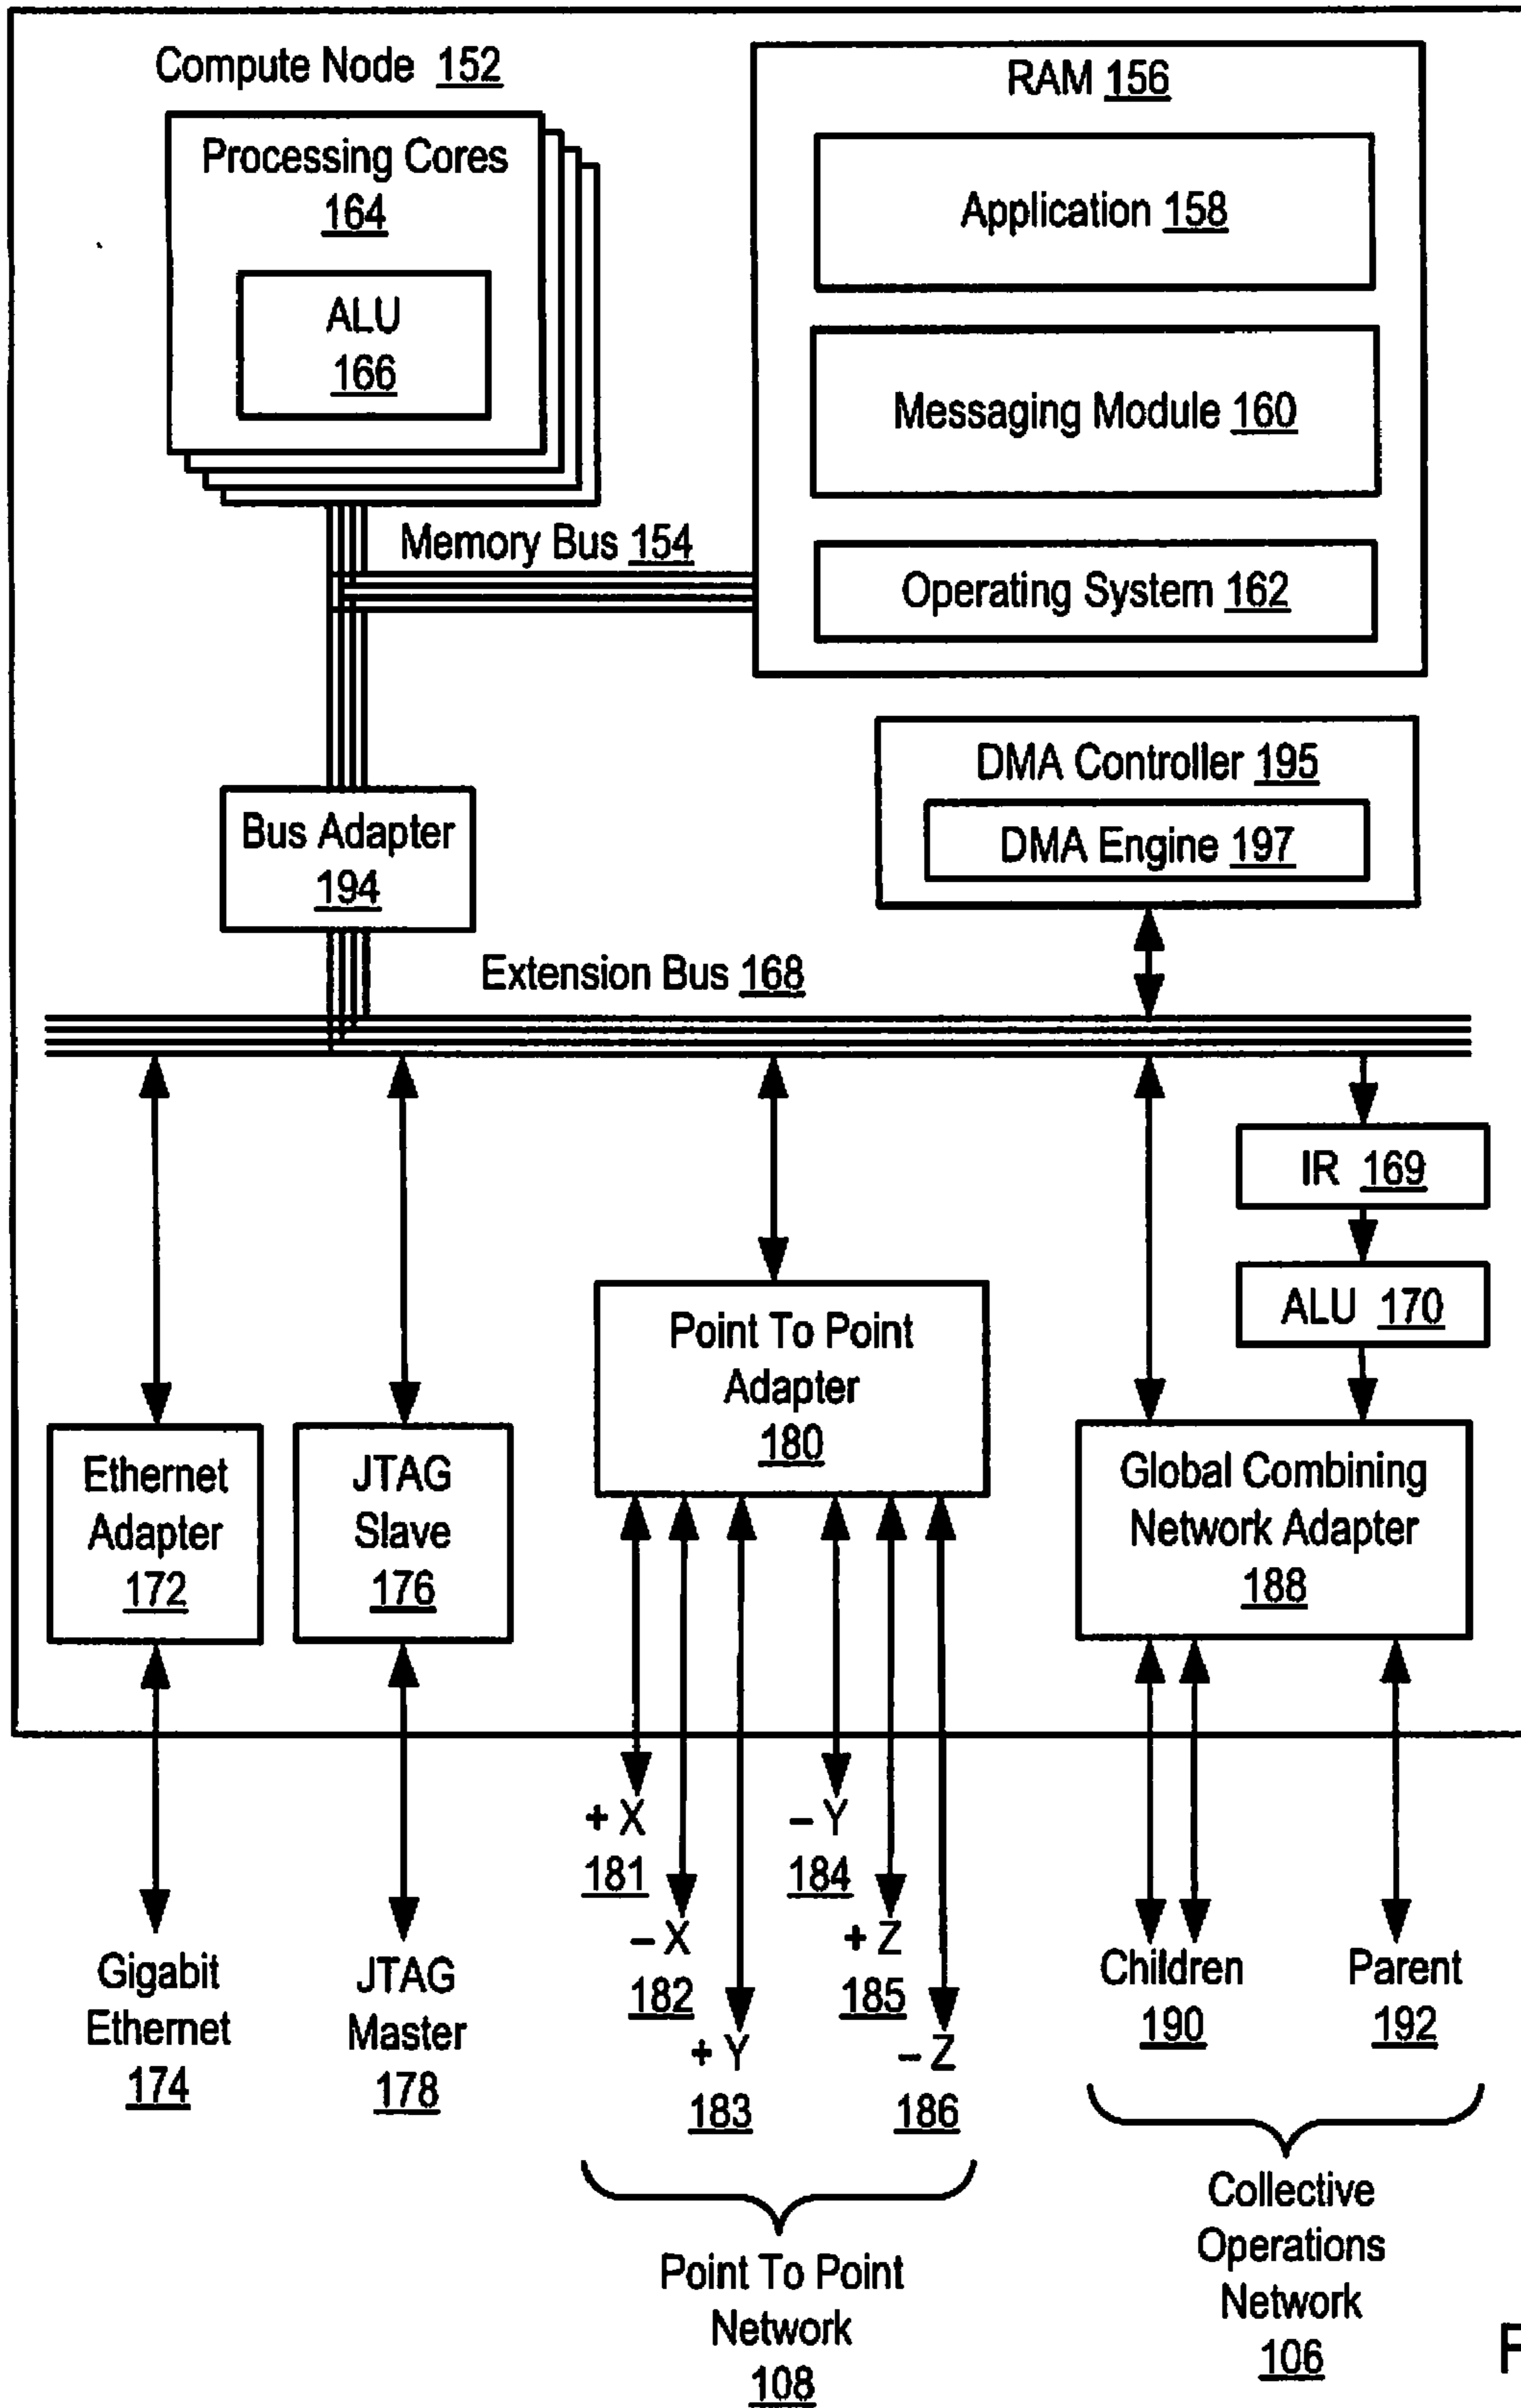 Compute Node 152
Processing Cores
164
ALU
166
RAM 156
Application 158
Messaging Module 160
Operating System 162
Memory Bus 154
DMA Controller 195
DMA Engine 197
Bus Adapter
194
Extension Bus 168
IR 169
ALU 170
Point To Point
Adapter
180
Ethernet
Adapter
172
JTAG
Slave
176
Global Combining
Network Adapter
188
+ X
181
– X
182
+ Y
183
– Y
184
+ Z
185
– Z
186
Gigabit
Ethernet
174
JTAG
Master
178
Children
190
Parent
192
Point To Point
Network
108
Collective
Operations
Network
106
F